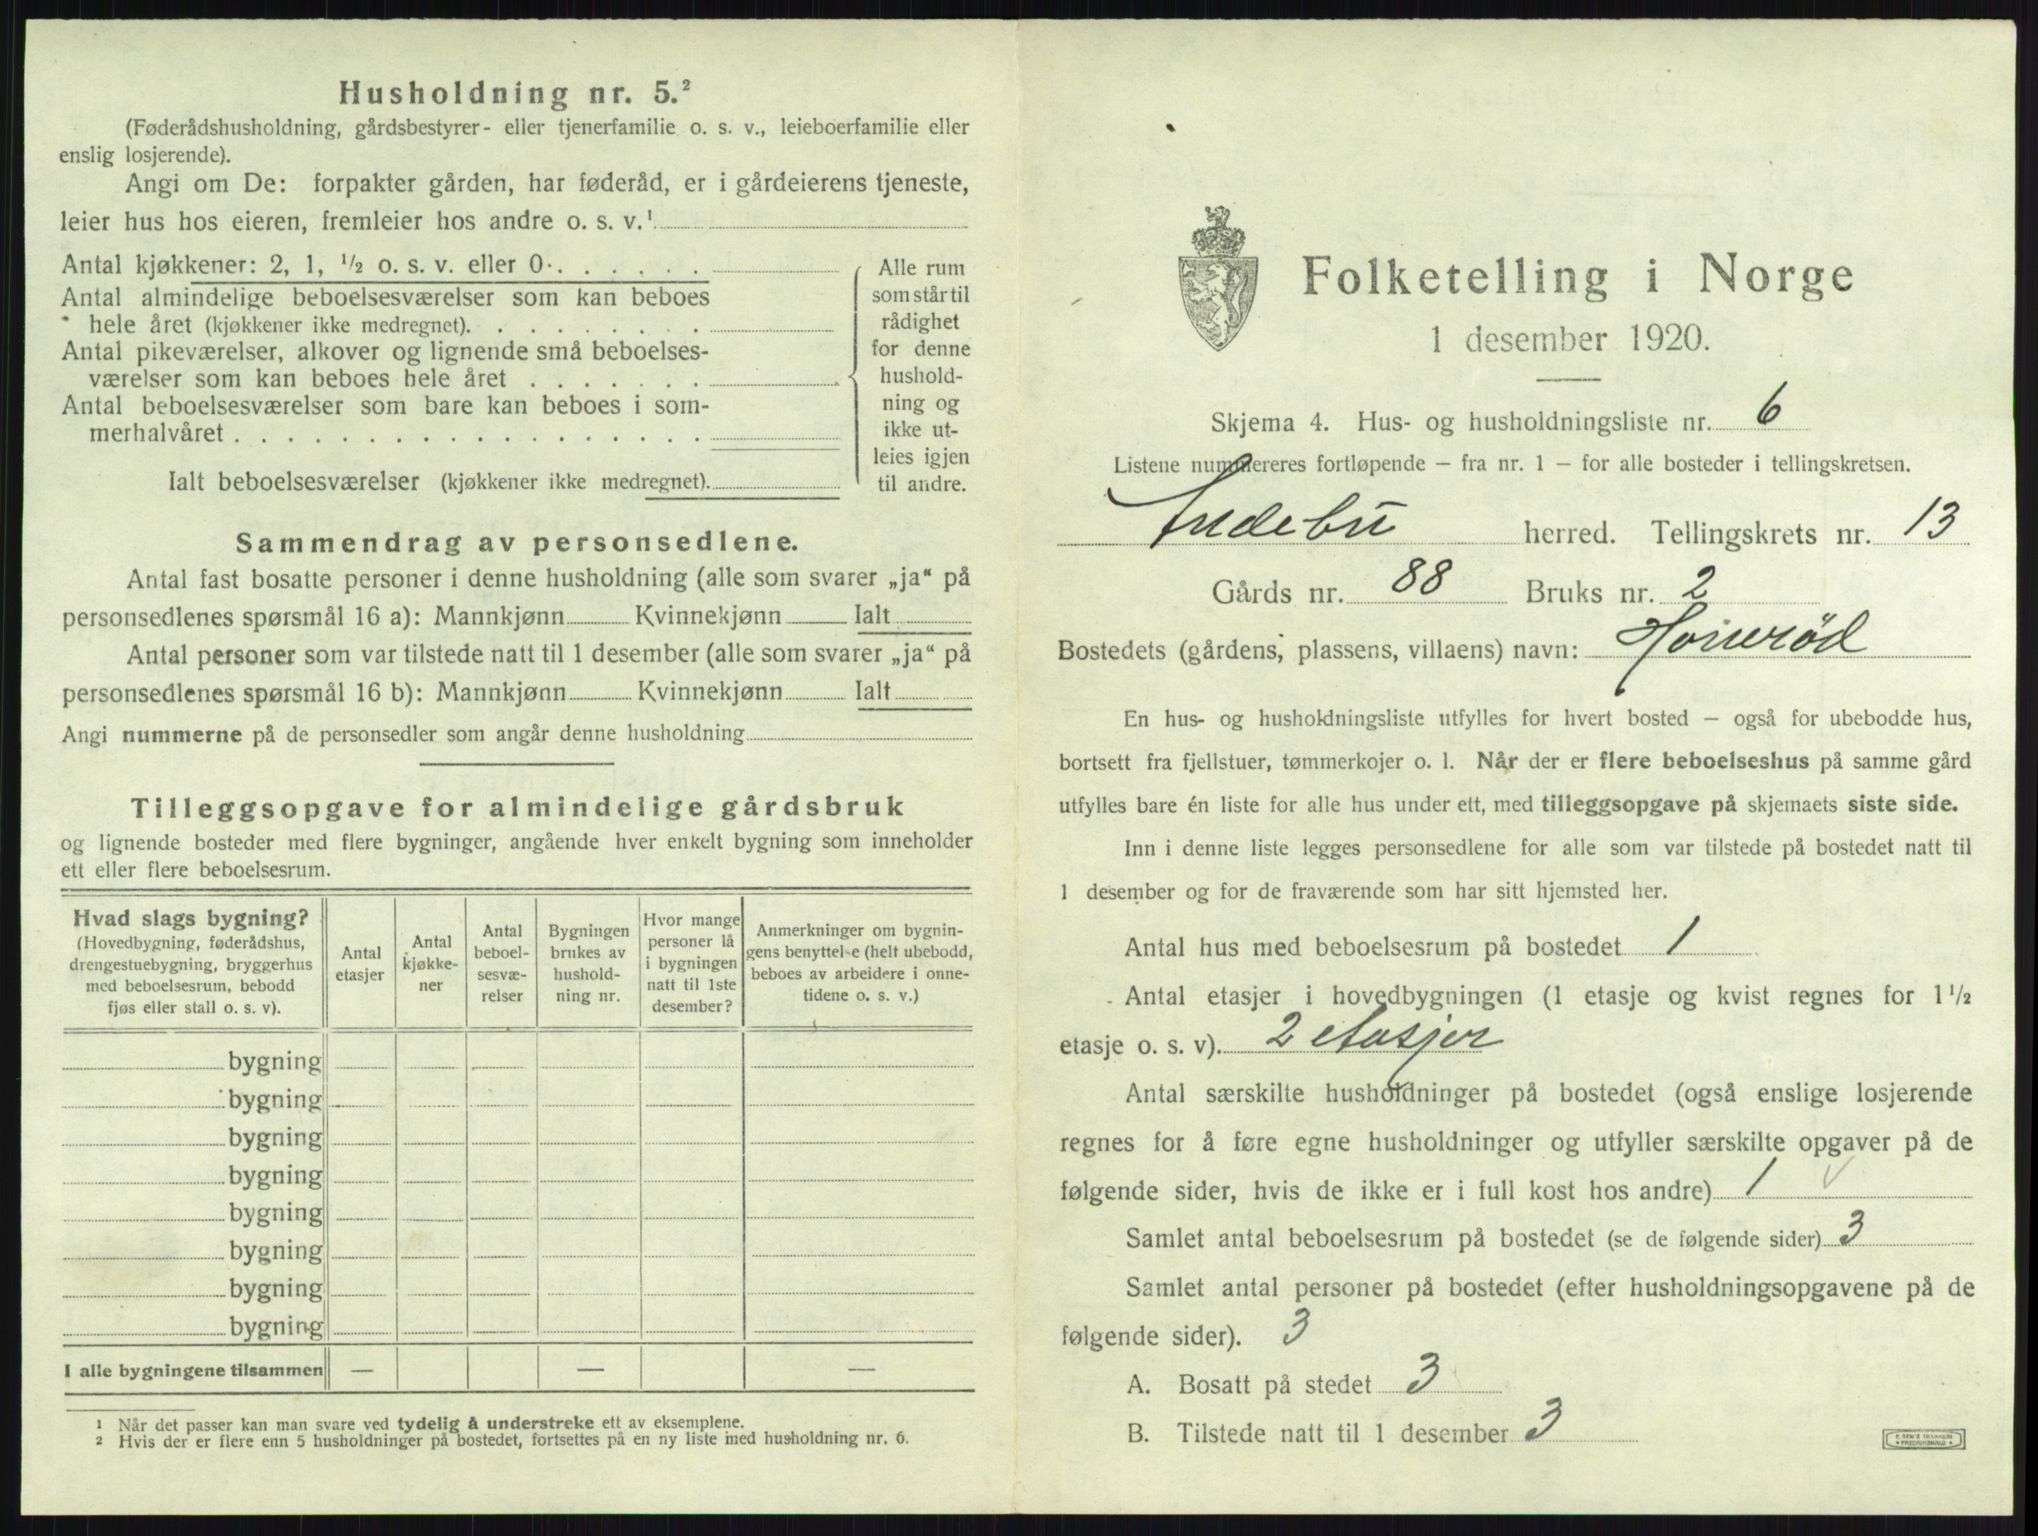 Husholdning nr. 5.²
(Føderådshusholdning, gårdsbestyrer- eller tjenerfamilie o. s. v., leieboerfamilie eller
enslig losjerende).
Angi om De: forpakter gården, har føderåd, er i gårdeierens tjeneste,
leier hus hos eieren, fremleier hos andre o. s. v.¹
Antal kjøkkener: 2, 1, ½ o. s. v. eller 0
Antal almindelige beboelsesværelser som kan beboes
hele året (kjøkkener ikke medregnet).
Antal pikeværelser, alkover og lignende små beboelses-
værelser som kan beboes hele året
Antal beboelsesværelser som bare kan beboes i som-
merhalvåret
Ialt beboelsesværelser (kjøkkener ikke medregnet).
Alle rum
som står til
rådighet
for denne
hushold-
ning og
ikke ut-
leies igjen
til andre.
Sammendrag av personsedlene.
Antal fast bosatte personer i denne husholdning (alle som svarer „ja“ på
personsedlenes spørsmål 16 a): Mannkjønn Kvinnekjønn Ialt
Antal personer som var tilstede natt til 1 desember (alle som svarer „ja“ på
personsedlenes spørsmål 16 b): Mannkjønn Kvinnekjønn Ialt
Angi nummerne på de personsedler som angår denne husholdning
Tilleggsopgave for almindelige gårdsbruk
og lignende bosteder med flere bygninger, angående hver enkelt bygning som inneholder
ett eller flere beboelsesrum.
Hvad slags bygning?
(Hovedbygning, føderådshus,
drengestuebygning, bryggerhus
med beboelsesrum, bebodd
fjøs eller stall o. s. v).
Antal
etasjer
Antal
kjøkke-
ner
Antal
beboel-
sesvæ-
relser
Bygningen
brukes av
hushold-
ning nr.
Hvor mange
personer lå
i bygningen
natt til 1ste
desember?
Anmerkninger om bygnin-
gens benyttelse (helt ubebodd,
beboes av arbeidere i onne-
tidene o. s. v.)
bygning
bygning
bygning
bygning
bygning
bygning
bygning
bygning
I alle bygningene tilsammen — — —
1 Når det passer kan man svare ved tydelig å understreke ett av eksemplene.
2 Hvis der er flere enn 5 husholdninger på bostedet, fortsettes på en ny liste med husholdning nr. 6.
Folketelling i Norge
1 desember 1920.
Skjema 4. Hus- og husholdningsliste nr. 6
Listene nummereres fortløpende – fra nr. 1 – for alle bosteder i tellingskretsen.
Andebu herred. Tellingskrets nr. 13
Gårds nr. 88 Bruks nr. 2
Bostedets (gårdens, plassens, villaens) navn:
En hus- og husholdningsliste utfylles for hvert bosted – også for ubebodde hus,
bortsett fra fjellstuer, tømmerkojer o. l. Når der er flere beboelseshus på samme gård
utfylles bare én liste for alle hus under ett, med tilleggsopgave på skjemaets siste side.
Inn i denne liste legges personsedlene for alle som var tilstede på bostedet natt til
1 desember og for de fraværende som har sitt hjemsted her.
Antal hus med beboelsesrum på bostedet 1
Antal etasjer i hovedbygningen (1 etasje og kvist regnes for 1½
etasje o. s. v). 2 etasjer
Antal særskilte husholdninger på bostedet (også enslige losjerende
regnes for å føre egne husholdninger og utfyller særskilte opgaver på de
følgende sider, hvis de ikke er i full kost hos andre) 1 v
Samlet antal beboelsesrum på bostedet (se de følgende sider) 3
Samlet antal personer på bostedet (efter husholdningsopgavene på de
følgende sider). 3
A. Bosatt på stedet 3
B. Tilstede natt til 1 desember 3